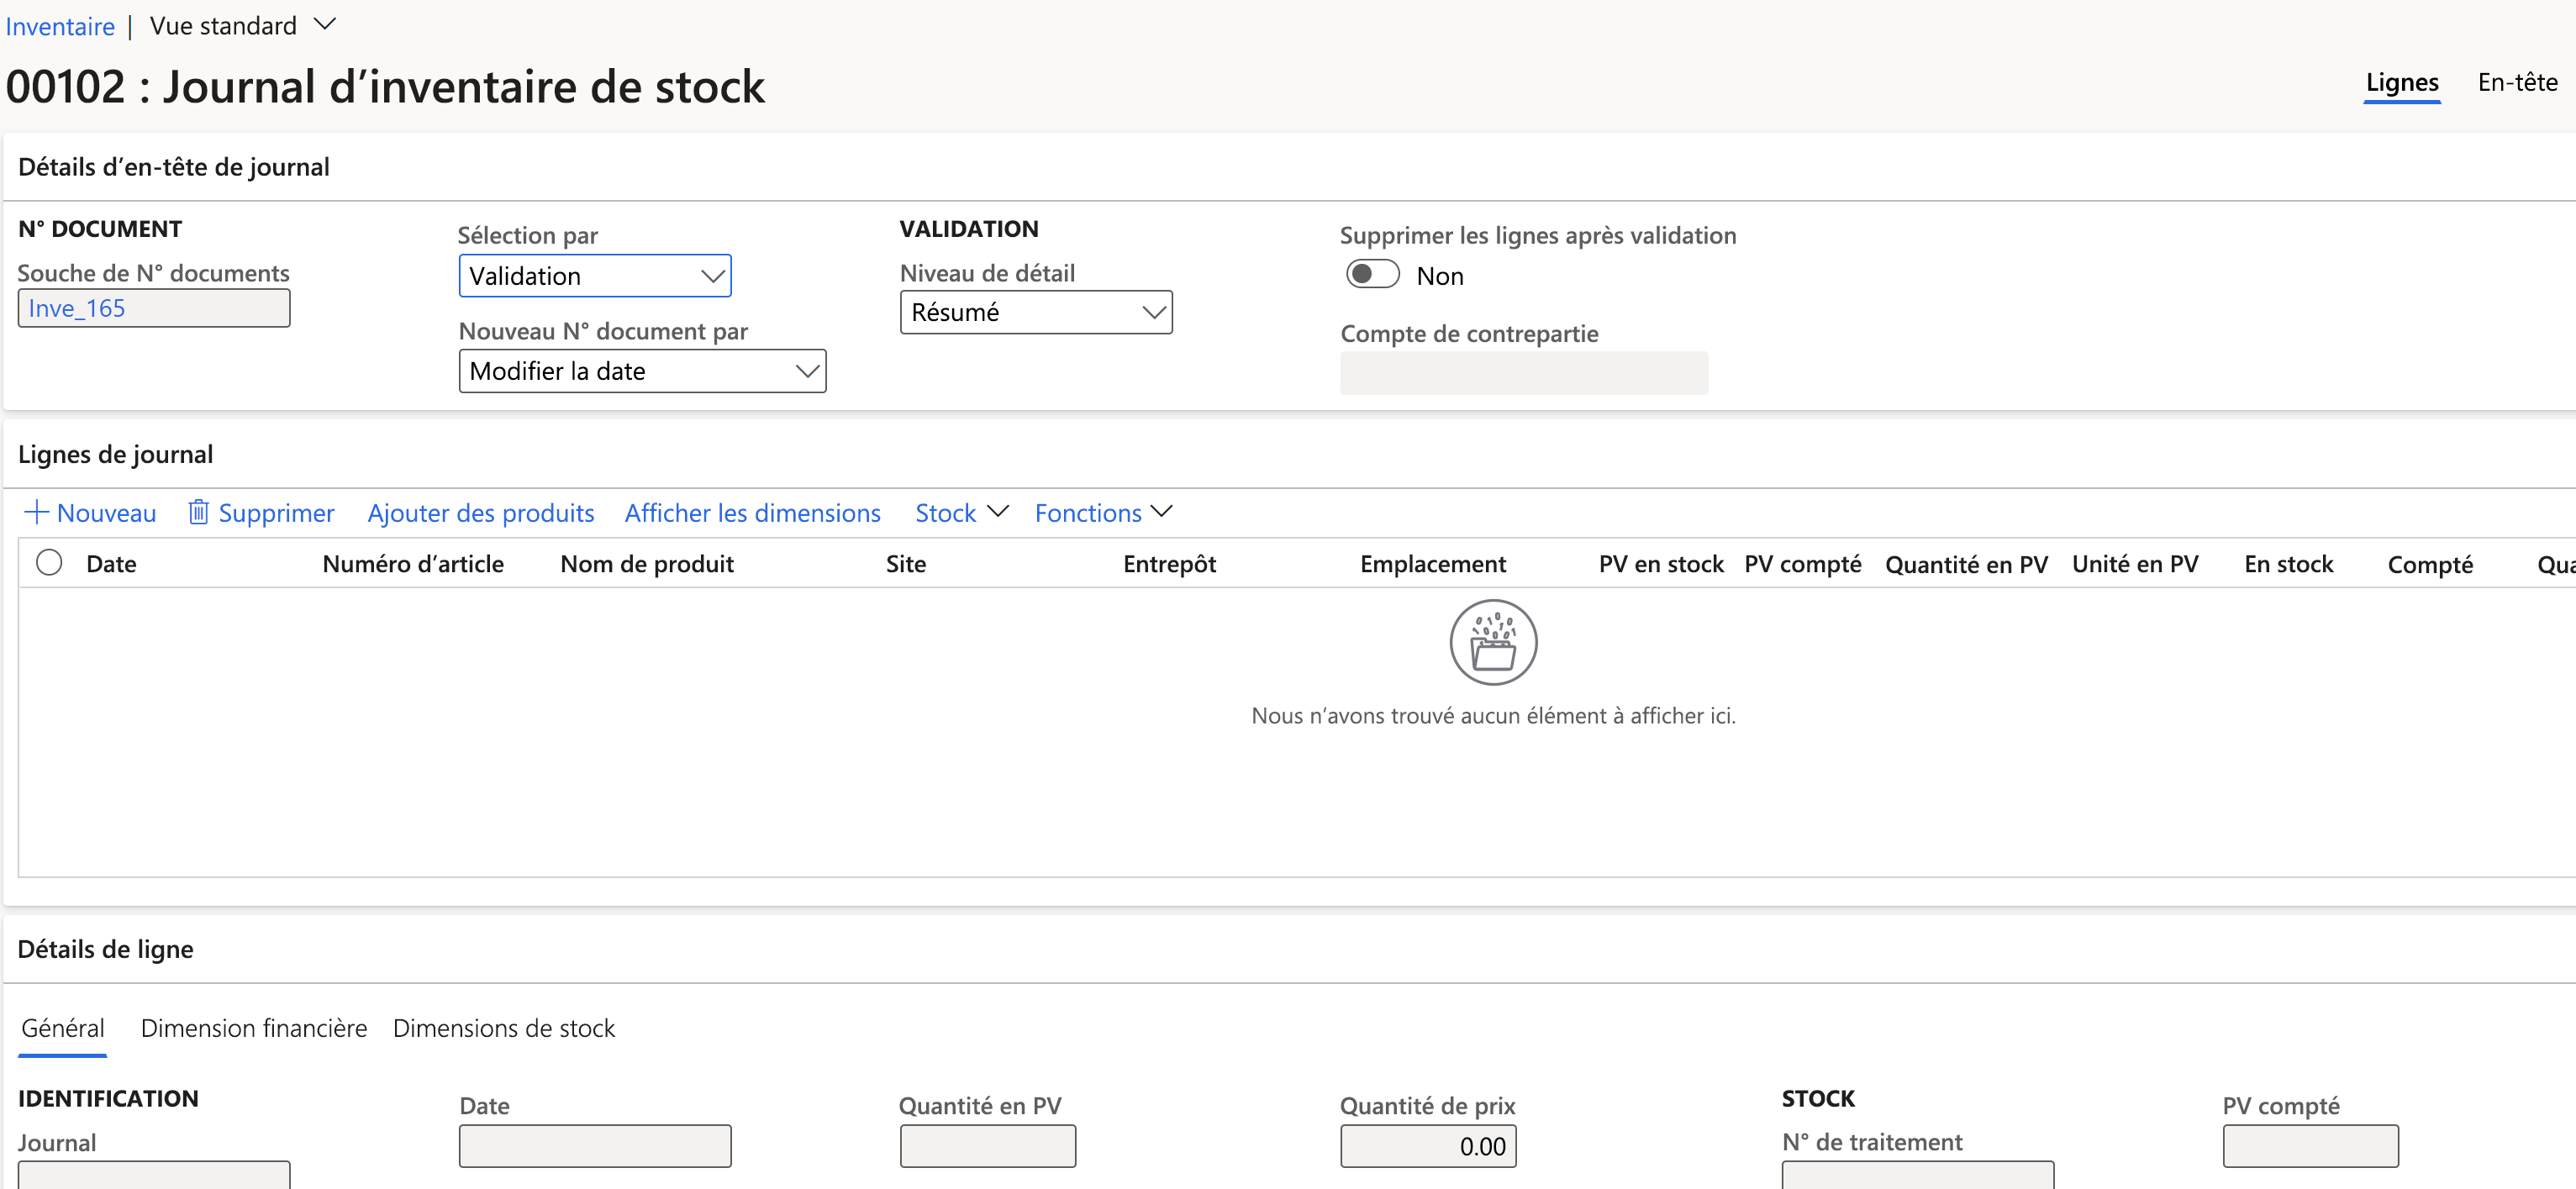 Inventaire | Vue standard
00102 : Journal d’inventaire de stock
Lignes En-tête
Détails d’en-tête de journal
N° DOCUMENT
Souche de N° documents
Inve_165
Sélection par
Validation
Nouveau N° document par
Modifier la date
VALIDATION
Niveau de détail
Résumé
Supprimer les lignes après validation
Non
Compte de contrepartie
Lignes de journal
Nouveau Supprimer Ajouter des produits Afficher les dimensions Stock Fonctions
Date Numéro d’article Nom de produit Site Entrepôt Emplacement PV en stock PV compté Quantité en PV Unité en PV En stock Compté
Nous n’avons trouvé aucun élément à afficher ici.
Détails de ligne
Général Dimension financière Dimensions de stock
IDENTIFICATION
Journal
Date
Quantité en PV
Quantité de prix
0.00
STOCK
N° de traitement
PV compté